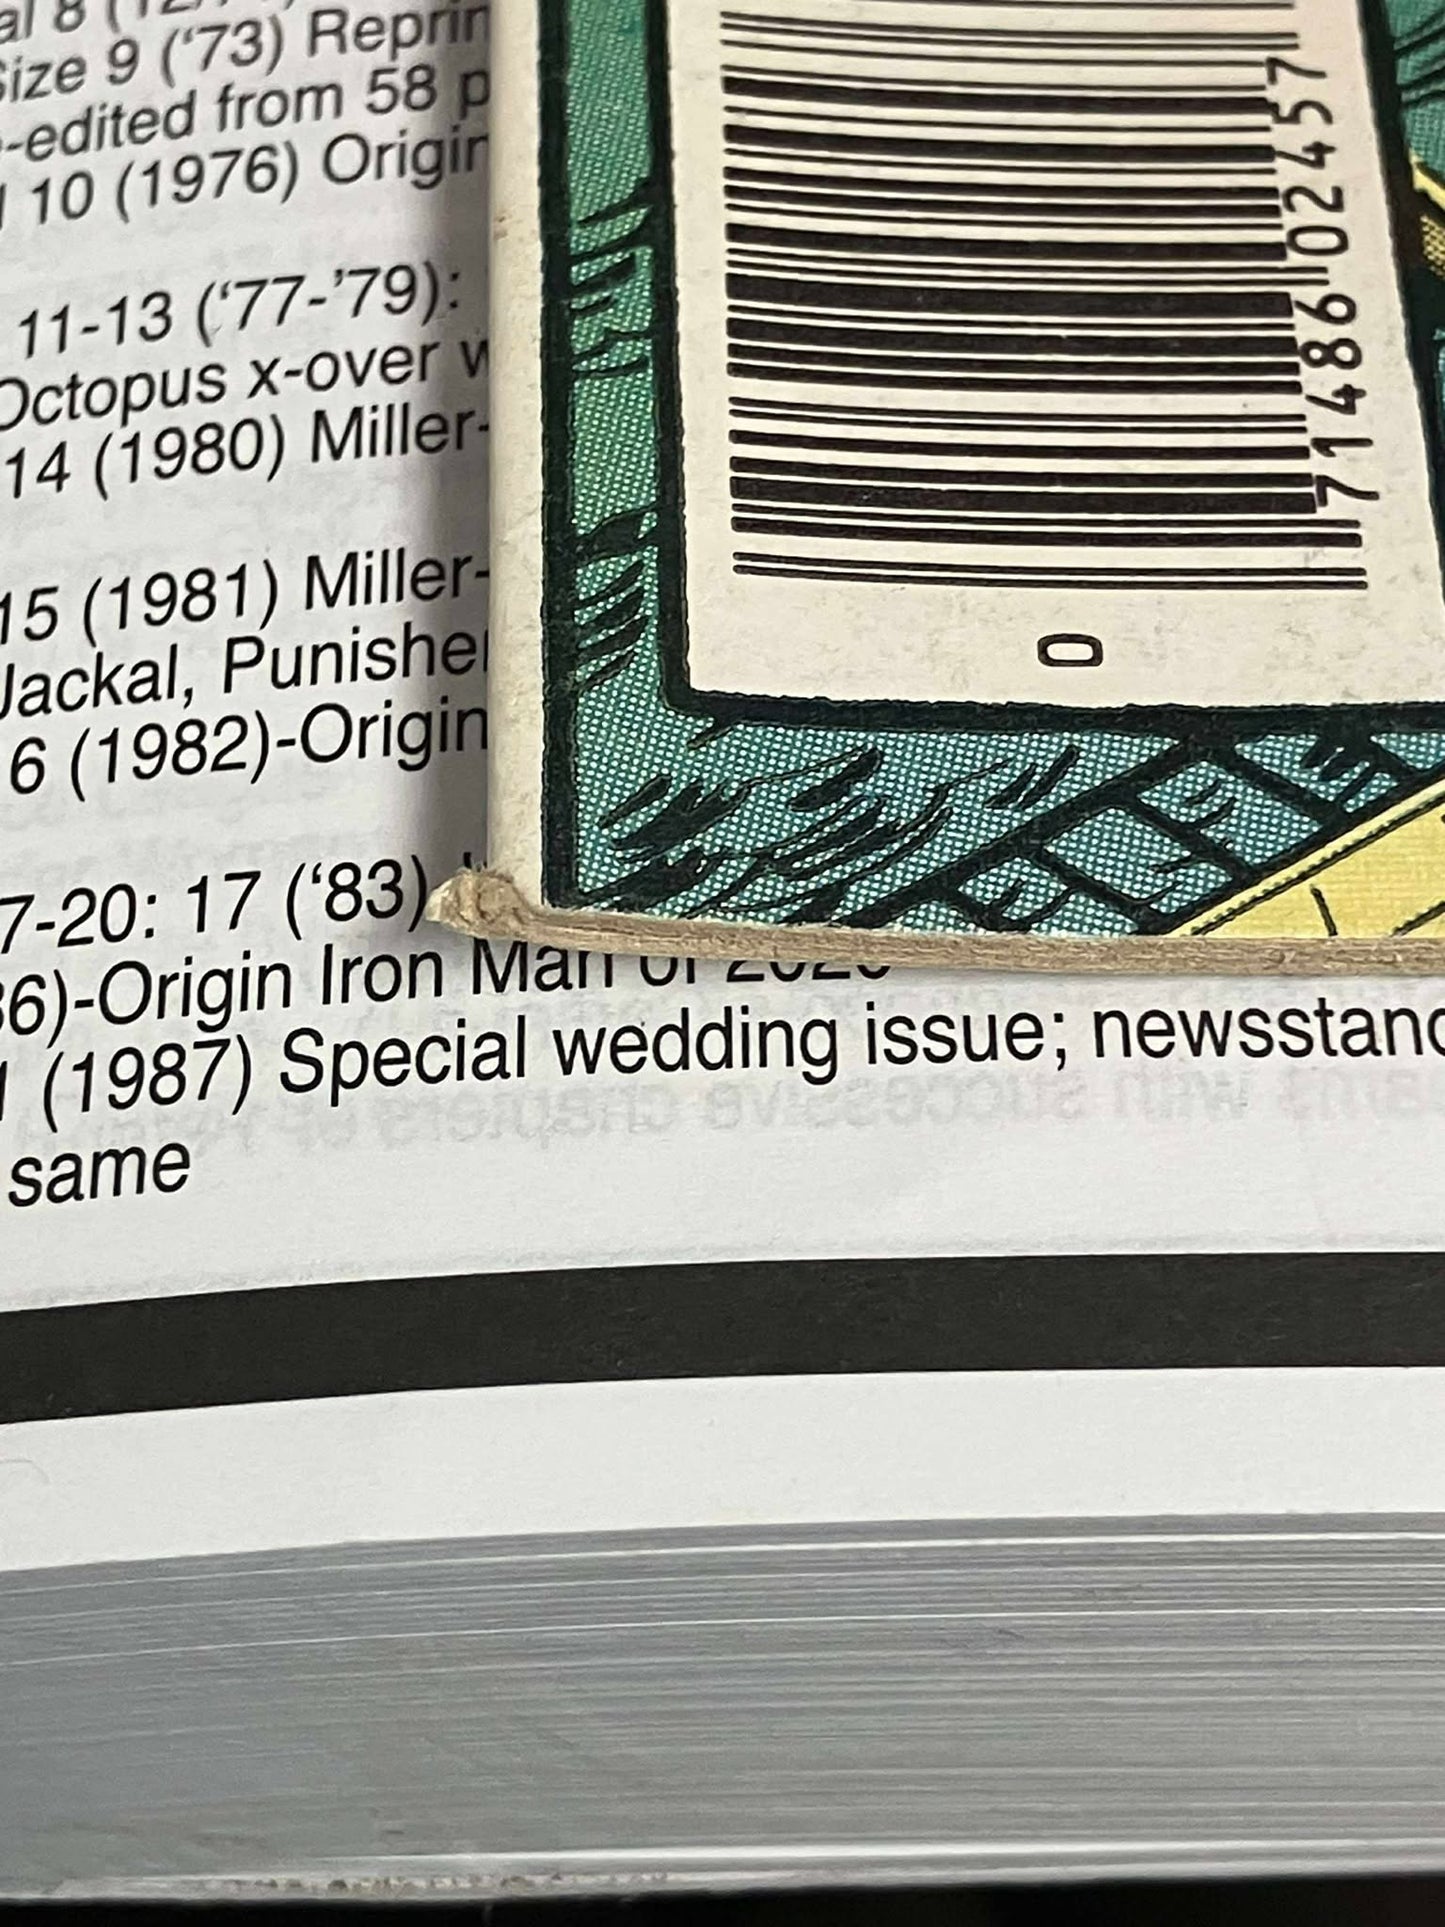 al 8 (
Size 9 ('73) Reprin
-edited from 58 p
10 (1976) Origin
11-13 ('77-'79):
Octopus x-over w
14 (1980) Miller-
15 (1981) Miller-
Jackal, Punisher
6 (1982)-Origin
7-20: 17 ('83)
6)-Origin Iron Man of 2020
1 (1987) Special wedding issue; newsstand
same
71486 02457
0